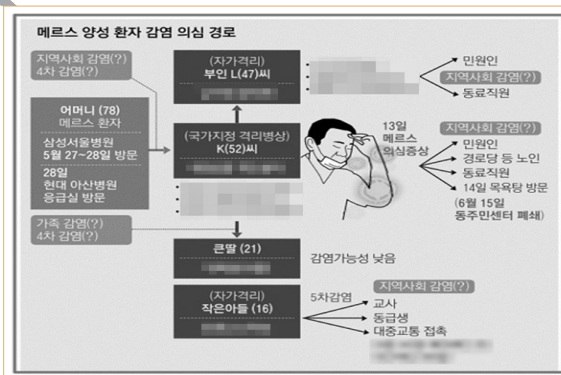 메르스 양성 환자 감염 의심 경로
지역사회 감염(?)
4차 감염(?)
어머니 (78)
메르스 환자
삼성서울병원
5월 27~28일 방문
28일
현대 아산병원
응급실 방문
가족 감염(?)
4차 감염(?)
(자가격리)
부인 L(47)씨
민원인
지역사회 감염(?)
동료직원
(국가지정 격리병상)
K(52)씨
13일
메르스
의심증상
지역사회 감염(?)
민원인
경로당 등 노인
동료직원
14일 목욕탕 방문
(6월 15일
동주민센터 폐쇄)
큰딸 (21)
감염가능성 낮음
(자가격리)
작은아들 (16)
5차감염
지역사회 감염(?)
교사
동급생
대중교통 접촉